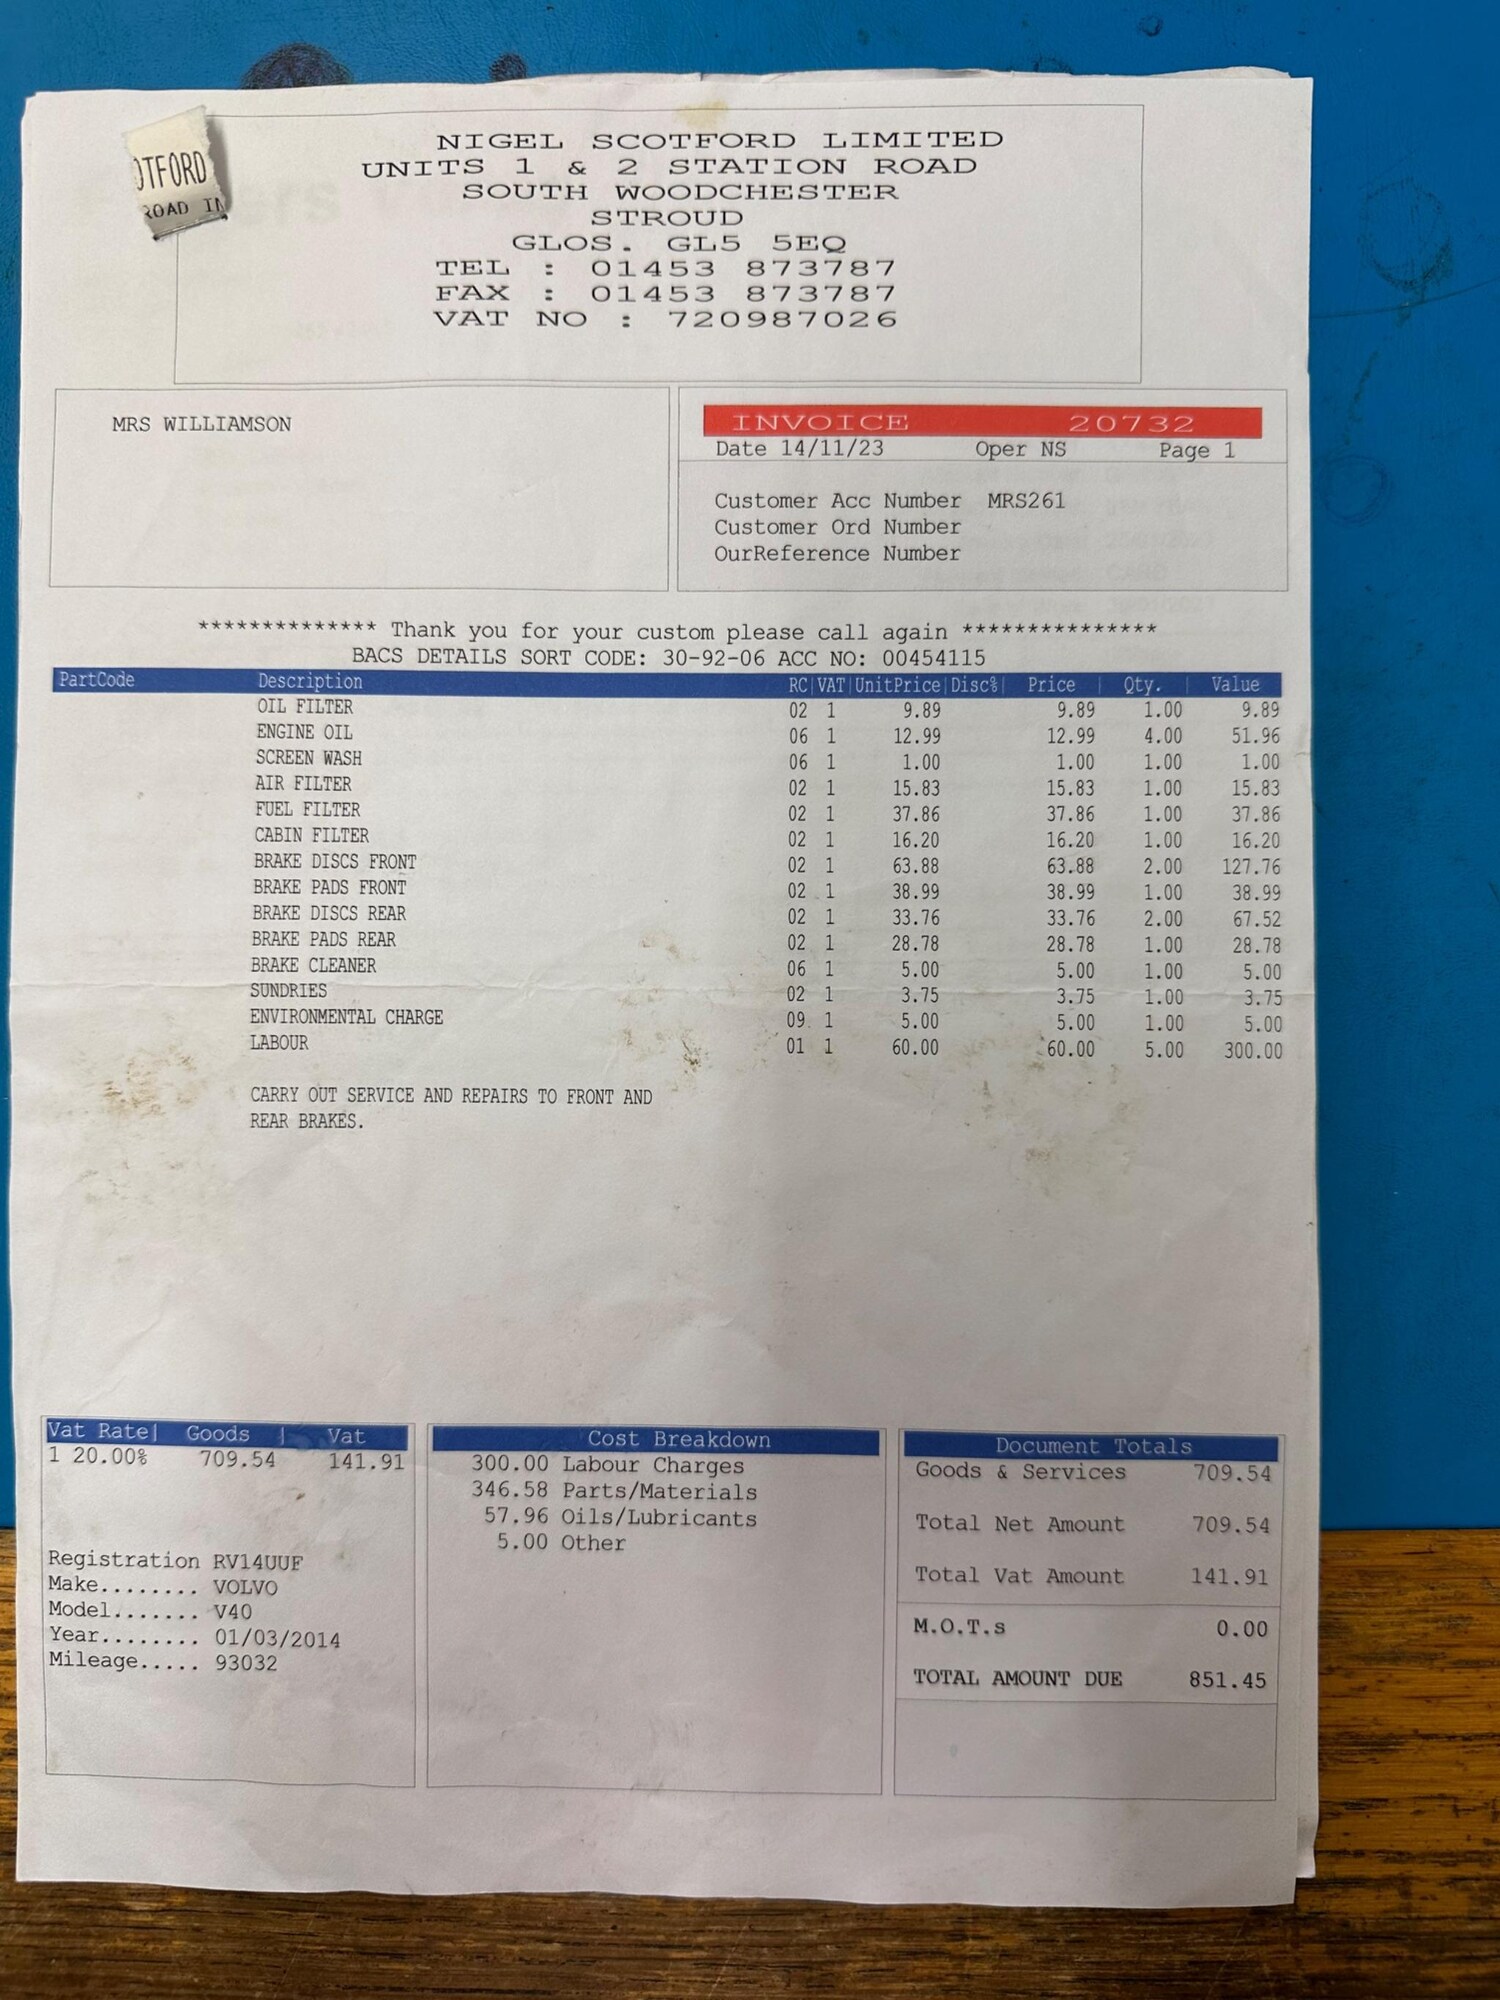 OTFORD
ROAD IN
NIGEL SCOTFORD LIMITED
UNITS 1 & 2 STATION ROAD
SOUTH WOODCHESTER
STROUD
GLOS. GL5 5EQ
TEL : 01453 873787
FAX : 01453 873787
VAT NO : 720987026
MRS WILLIAMSON
INVOICE 20732
Date 14/11/23 Oper NS Page 1
Customer Acc Number MRS261
Customer Ord Number
OurReference Number
************** Thank you for your custom please call again ***************
BACS DETAILS SORT CODE: 30-92-06 ACC NO: 00454115
PartCode Description RC|VAT|UnitPrice|Disc%| Price | Qty. | Value
OIL FILTER 02 1 9.89 9.89 1.00 9.89
ENGINE OIL 06 1 12.99 12.99 4.00 51.96
SCREEN WASH 06 1 1.00 1.00 1.00 1.00
AIR FILTER 02 1 15.83 15.83 1.00 15.83
FUEL FILTER 02 1 37.86 37.86 1.00 37.86
CABIN FILTER 02 1 16.20 16.20 1.00 16.20
BRAKE DISCS FRONT 02 1 63.88 63.88 2.00 127.76
BRAKE PADS FRONT 02 1 38.99 38.99 1.00 38.99
BRAKE DISCS REAR 02 1 33.76 33.76 2.00 67.52
BRAKE PADS REAR 02 1 28.78 28.78 1.00 28.78
BRAKE CLEANER 06 1 5.00 5.00 1.00 5.00
SUNDRIES 02 1 3.75 3.75 1.00 3.75
ENVIRONMENTAL CHARGE 09 1 5.00 5.00 1.00 5.00
LABOUR 01 1 60.00 60.00 5.00 300.00
CARRY OUT SERVICE AND REPAIRS TO FRONT AND
REAR BRAKES.
Vat Rate| Goods | Vat
1 20.00% 709.54 141.91
Registration RV14UUF
Make........ VOLVO
Model....... V40
Year........ 01/03/2014
Mileage..... 93032
Cost Breakdown
300.00 Labour Charges
346.58 Parts/Materials
57.96 Oils/Lubricants
5.00 Other
Document Totals
Goods & Services 709.54
Total Net Amount 709.54
Total Vat Amount 141.91
M.O.T.s 0.00
TOTAL AMOUNT DUE 851.45